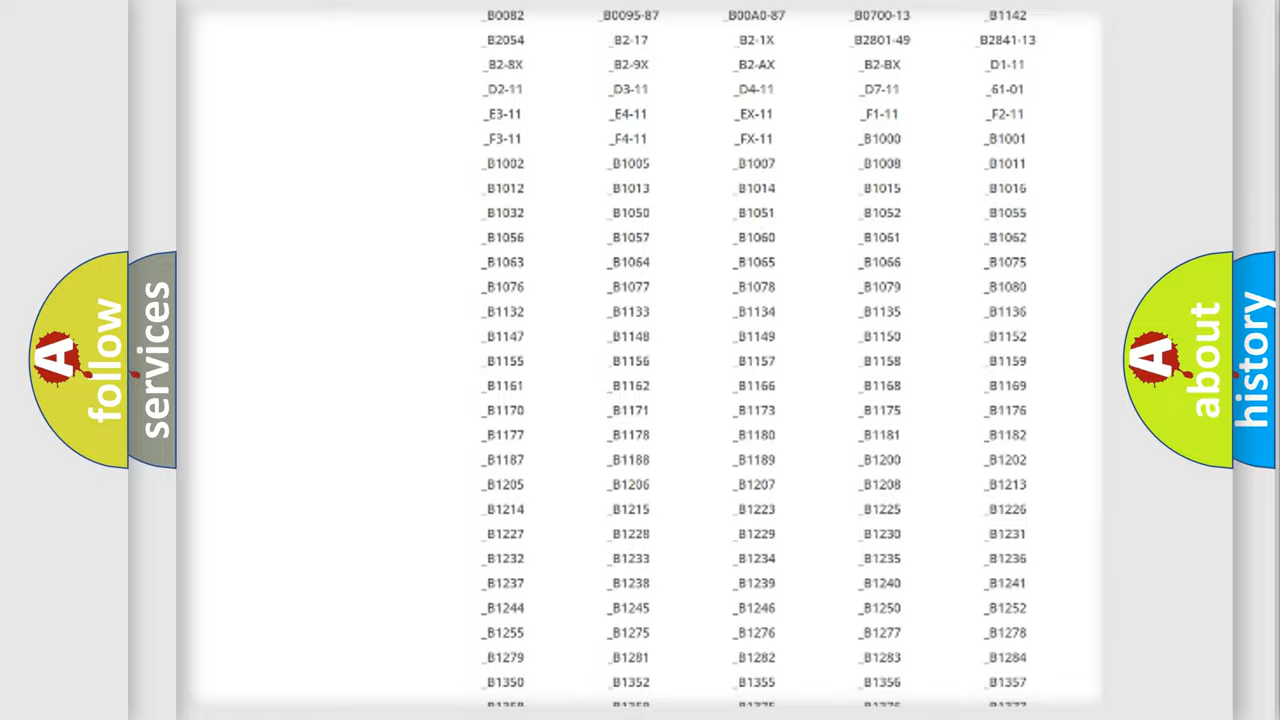 _B0082 _B0095-87 _B00A0-87 _B0700-13 _B1142
_B2054 _B2-17 _B2-1X _B2801-49 _B2841-13
_B2-8X _B2-9X _B2-AX _B2-BX _D1-11
_D2-11 _D3-11 _D4-11 _D7-11 _61-01
_E3-11 _E4-11 _EX-11 _F1-11 _F2-11
_F3-11 _F4-11 _FX-11 _B1000 _B1001
_B1002 _B1005 _B1007 _B1008 _B1011
_B1012 _B1013 _B1014 _B1015 _B1016
_B1032 _B1050 _B1051 _B1052 _B1055
_B1056 _B1057 _B1060 _B1061 _B1062
_B1063 _B1064 _B1065 _B1066 _B1075
_B1076 _B1077 _B1078 _B1079 _B1080
_B1132 _B1133 _B1134 _B1135 _B1136
_B1147 _B1148 _B1149 _B1150 _B1152
_B1155 _B1156 _B1157 _B1158 _B1159
_B1161 _B1162 _B1166 _B1168 _B1169
_B1170 _B1171 _B1173 _B1175 _B1176
_B1177 _B1178 _B1180 _B1181 _B1182
_B1187 _B1188 _B1189 _B1200 _B1202
_B1205 _B1206 _B1207 _B1208 _B1213
_B1214 _B1215 _B1223 _B1225 _B1226
_B1227 _B1228 _B1229 _B1230 _B1231
_B1232 _B1233 _B1234 _B1235 _B1236
_B1237 _B1238 _B1239 _B1240 _B1241
_B1244 _B1245 _B1246 _B1250 _B1252
_B1255 _B1275 _B1276 _B1277 _B1278
_B1279 _B1281 _B1282 _B1283 _B1284
_B1350 _B1352 _B1355 _B1356 _B1357
A follow
services
A about
history